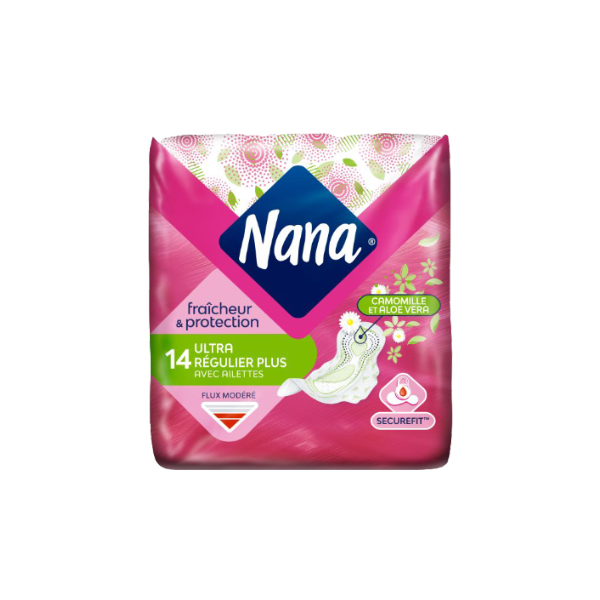 Nana®
fraîcheur
& protection
14 ULTRA
RÉGULIER PLUS
AVEC AILETTES
FLUX MODÉRÉ
CAMOMILLE
ET ALOE VERA
SECUREFIT™